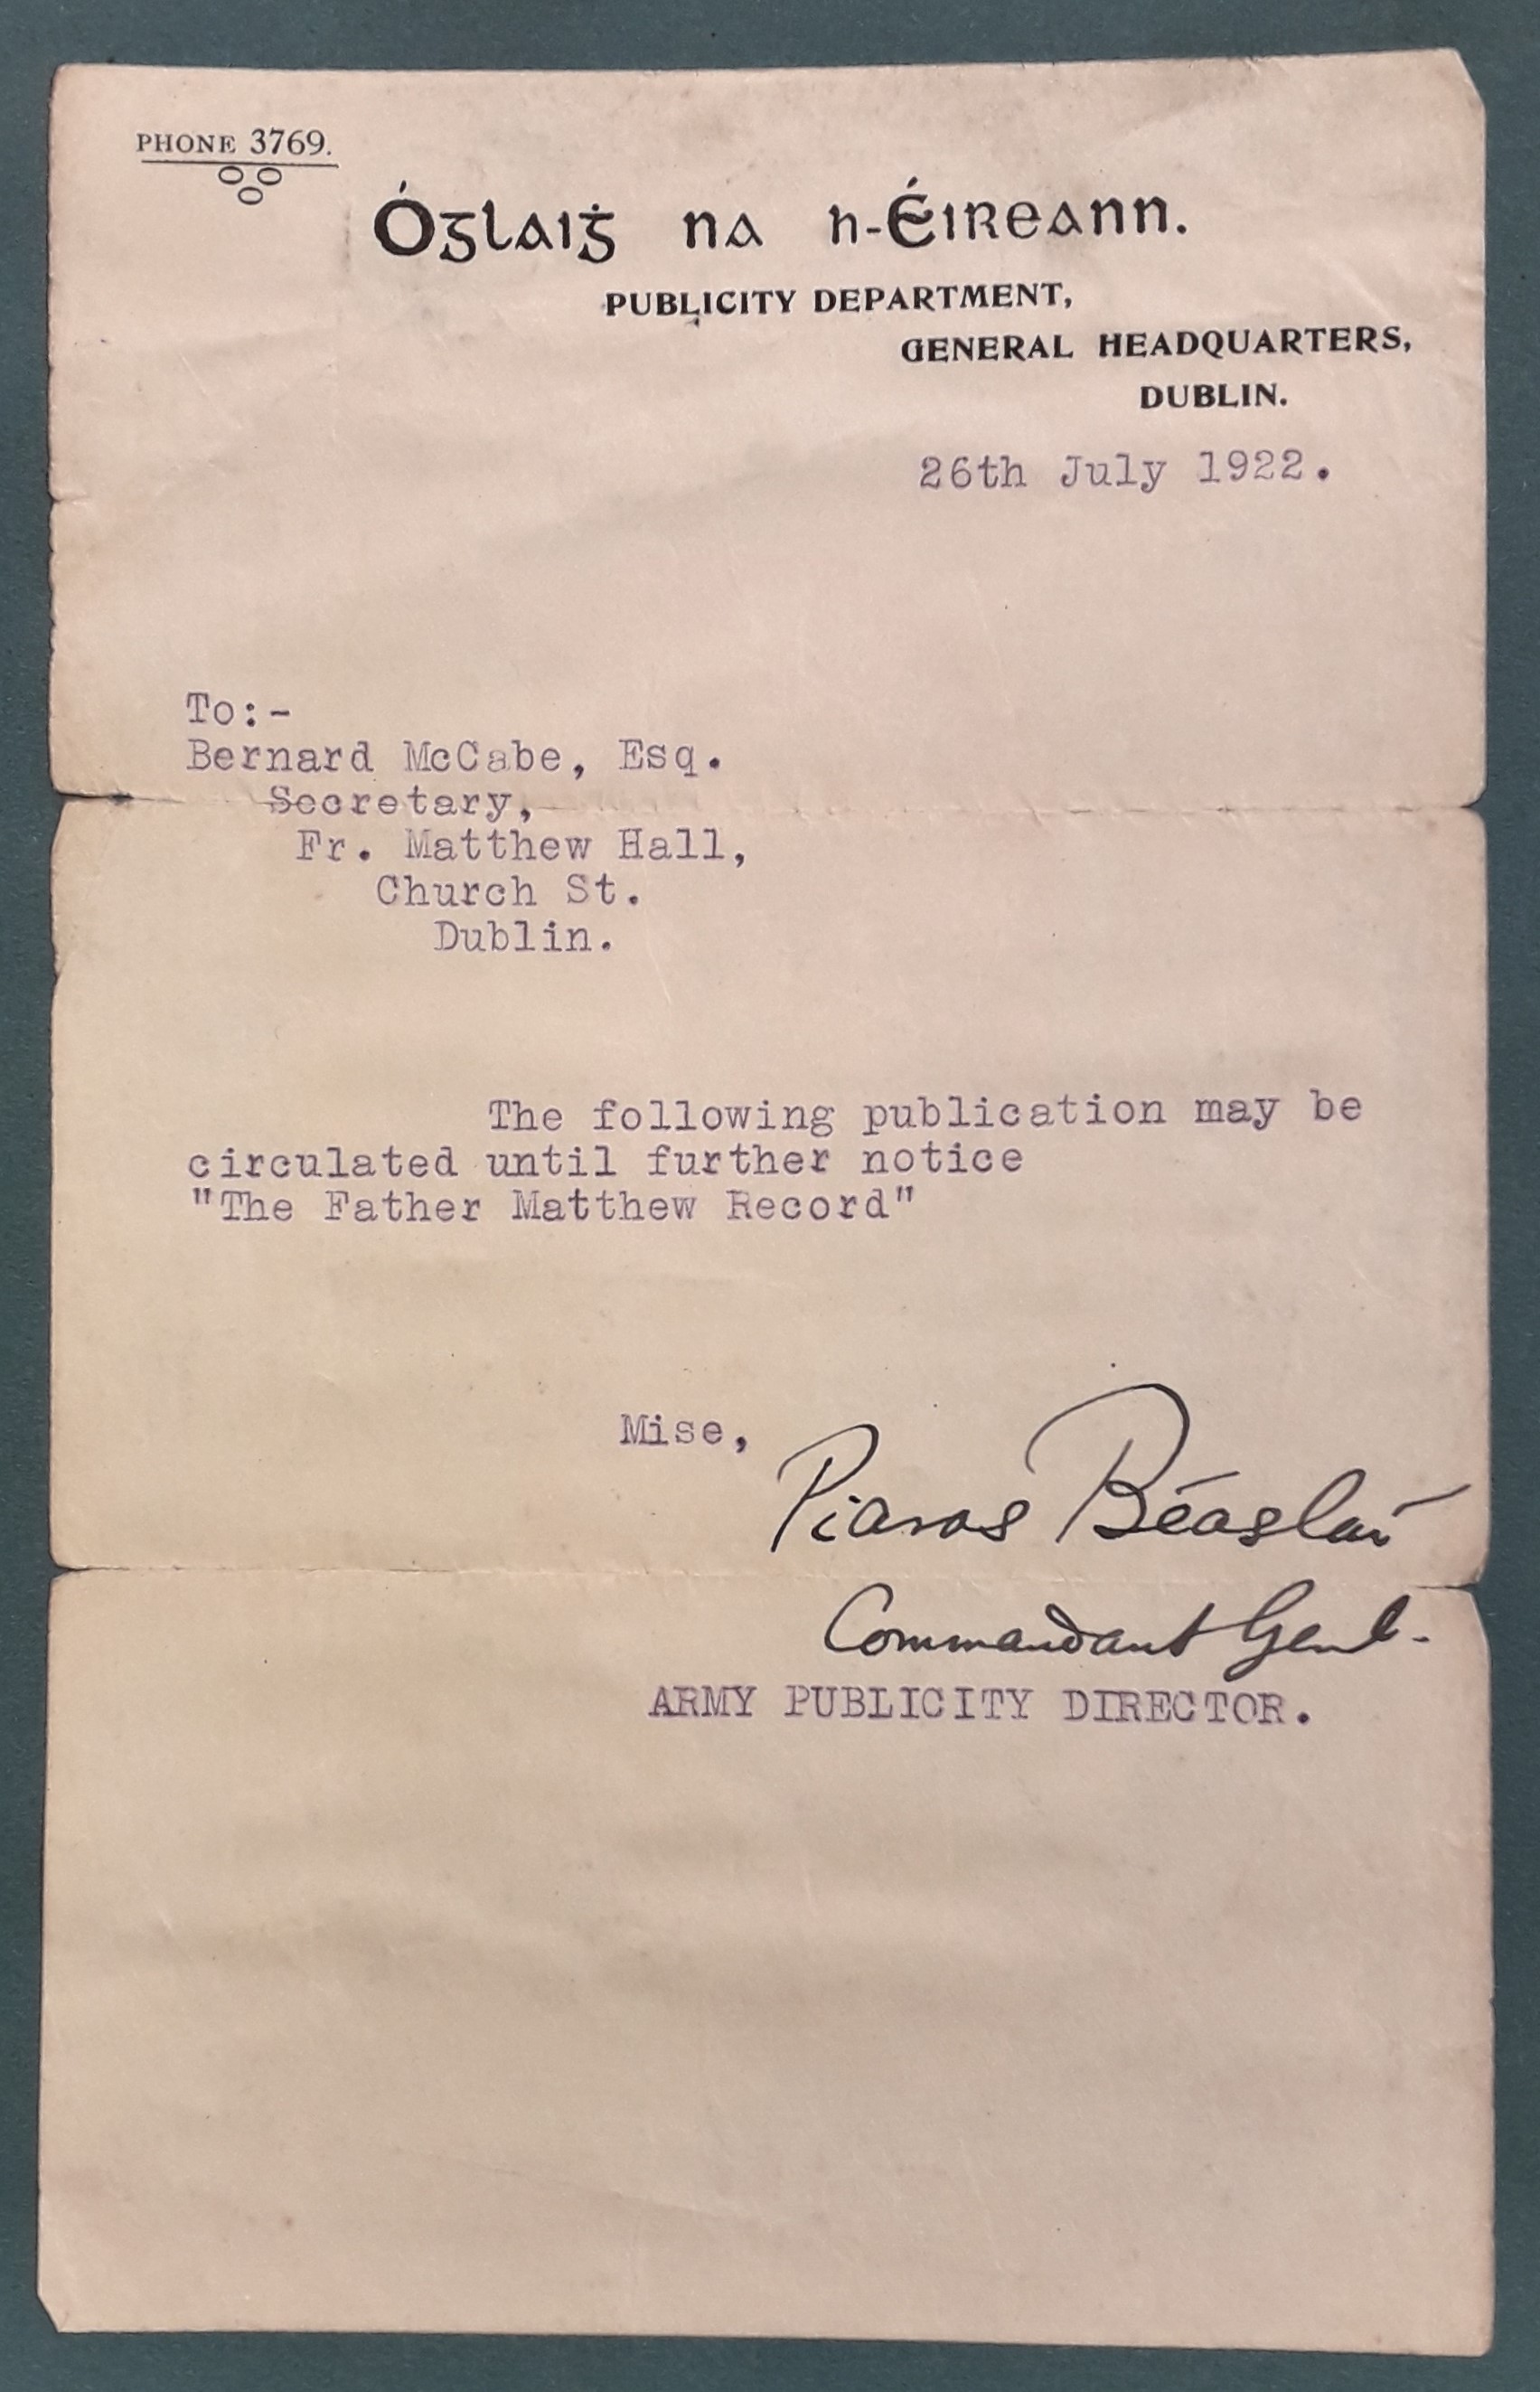 PHONE 3769.
Óglaiġ na h-Éireann.
PUBLICITY DEPARTMENT,
GENERAL HEADQUARTERS,
DUBLIN.
26th July 1922.
To:-
Bernard McCabe, Esq.
Secretary,
Fr. Matthew Hall,
Church St.
Dublin.
The following publication may be
circulated until further notice
"The Father Matthew Record"
Mise,
Piaras Béaslaí
Commandant Genl.
ARMY PUBLICITY DIRECTOR.